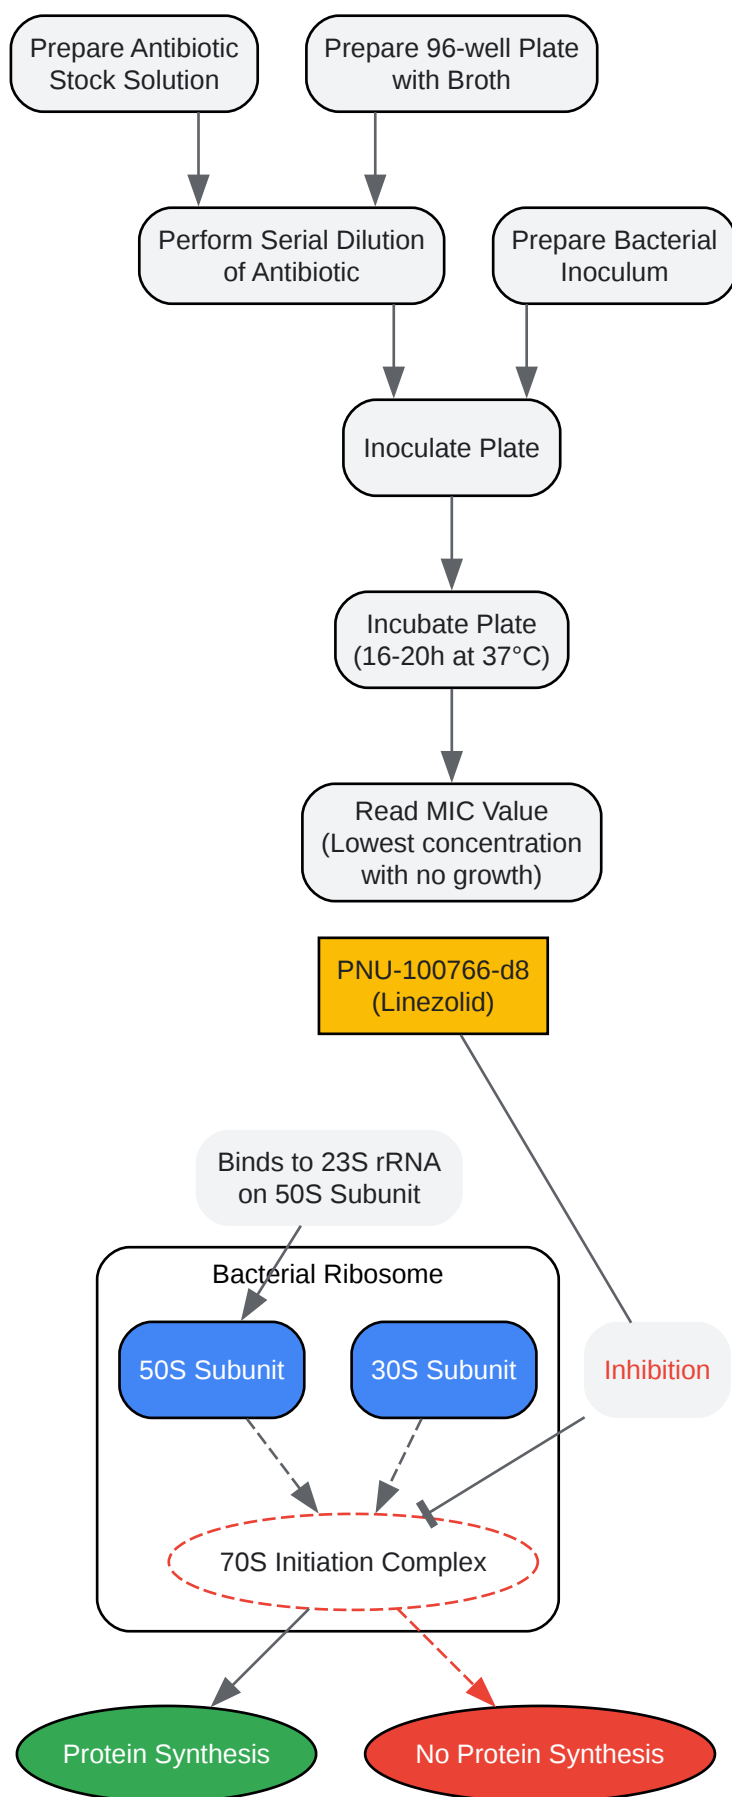 Prepare Antibiotic
Stock Solution
Prepare 96-well Plate
with Broth
Perform Serial Dilution
of Antibiotic
Prepare Bacterial
Inoculum
Inoculate Plate
Incubate Plate
(16-20h at 37°C)
Read MIC Value
(Lowest concentration
with no growth)
PNU-100766-d8
(Linezolid)
Binds to 23S rRNA
on 50S Subunit
Bacterial Ribosome
50S Subunit
30S Subunit
Inhibition
70S Initiation Complex
Protein Synthesis
No Protein Synthesis